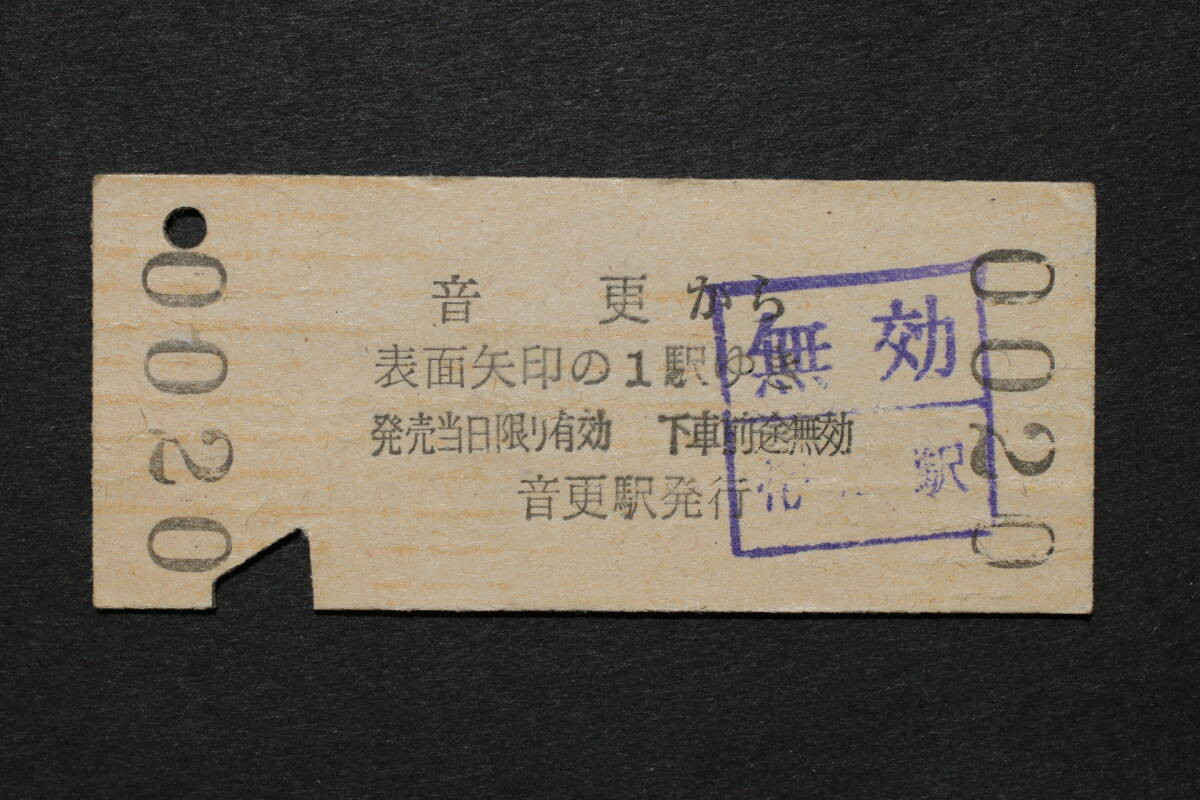 0020
音更から
表面矢印の1駅ゆき
発売当日限り有効 下車前途無効
音更駅発行
無効
駅
0020